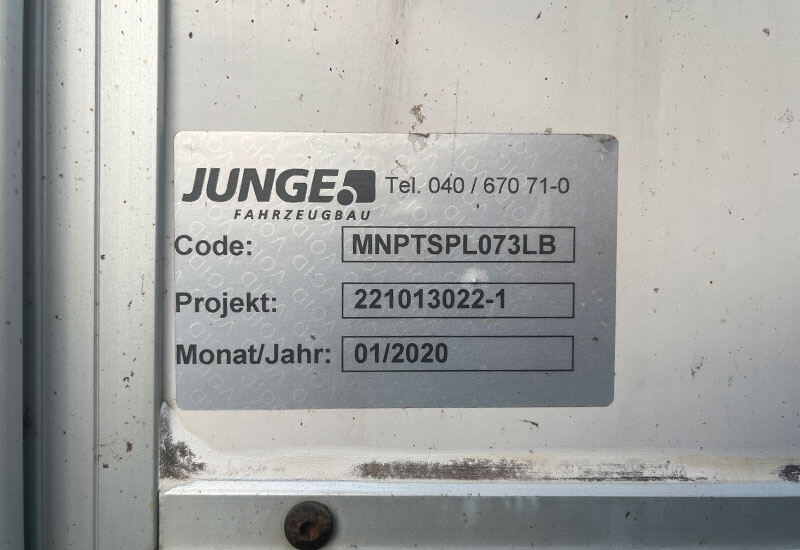 JUNGE Tel. 040 / 670 71-0
FAHRZEUGBAU
Code: MNPTSPL073LB
Projekt: 221013022-1
Monat/Jahr: 01/2020